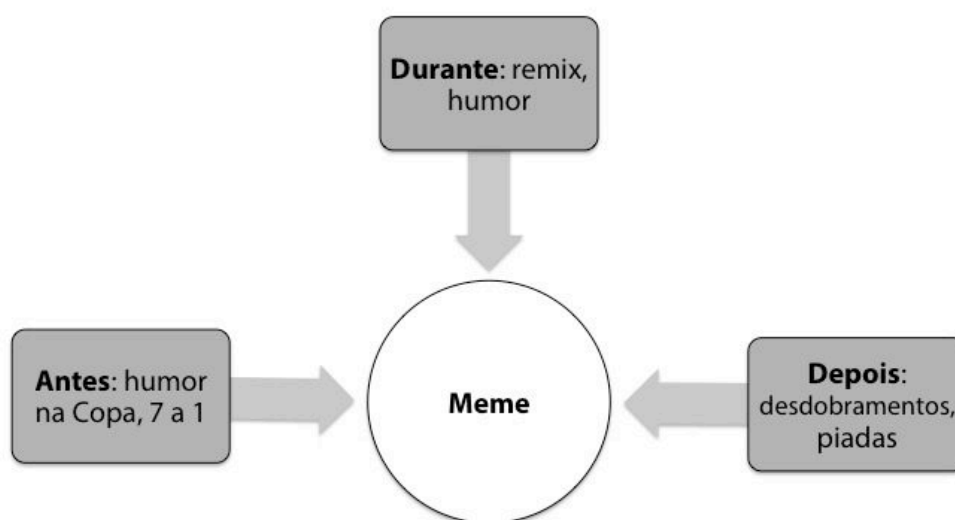 Durante: remix,
humor
Antes: humor
na Copa, 7 a 1
Meme
Depois:
desdobramentos,
piadas